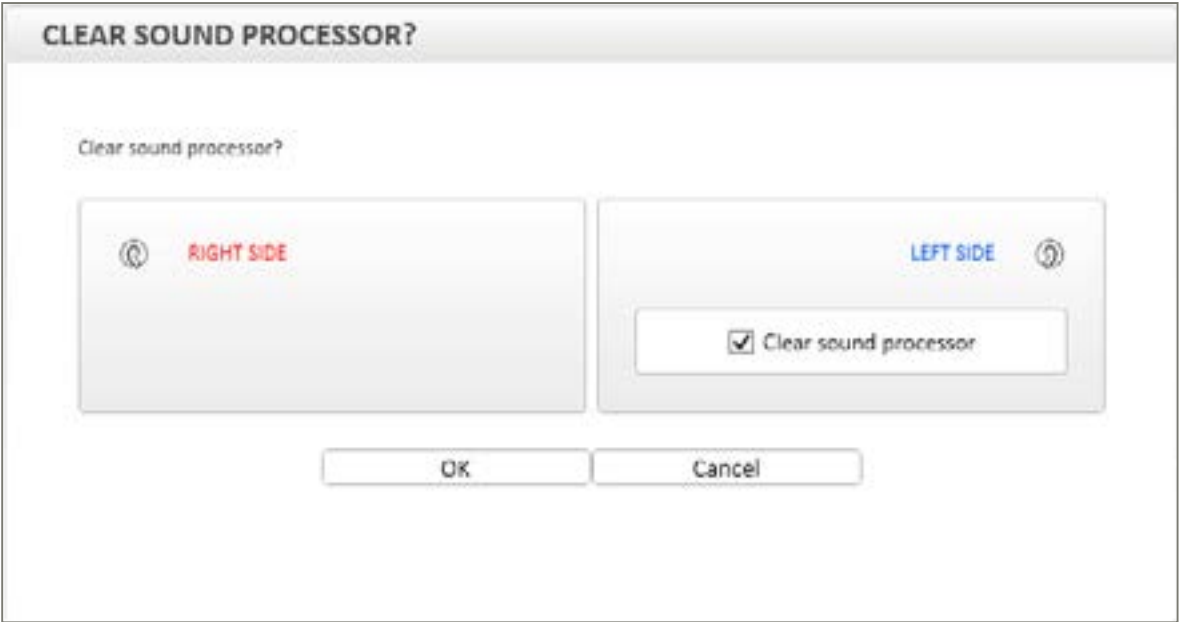 CLEAR SOUND PROCESSOR?
Clear sound processor?
RIGHT SIDE
LEFT SIDE
Clear sound processor
OK
Cancel